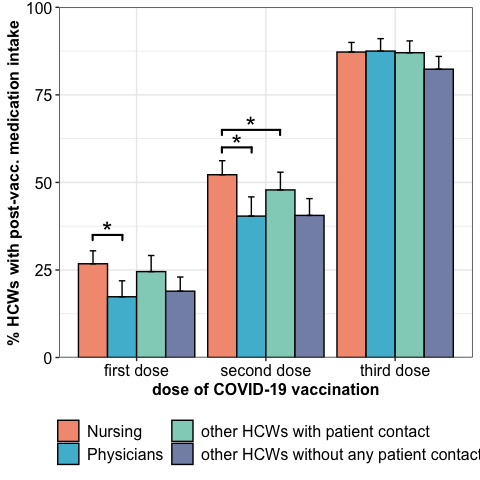 % HCWs with post-vacc. medication intake
100
75
50
25
0
*
*
*
first dose second dose third dose
dose of COVID-19 vaccination
Nursing other HCWs with patient contact
Physicians other HCWs without any patient contact